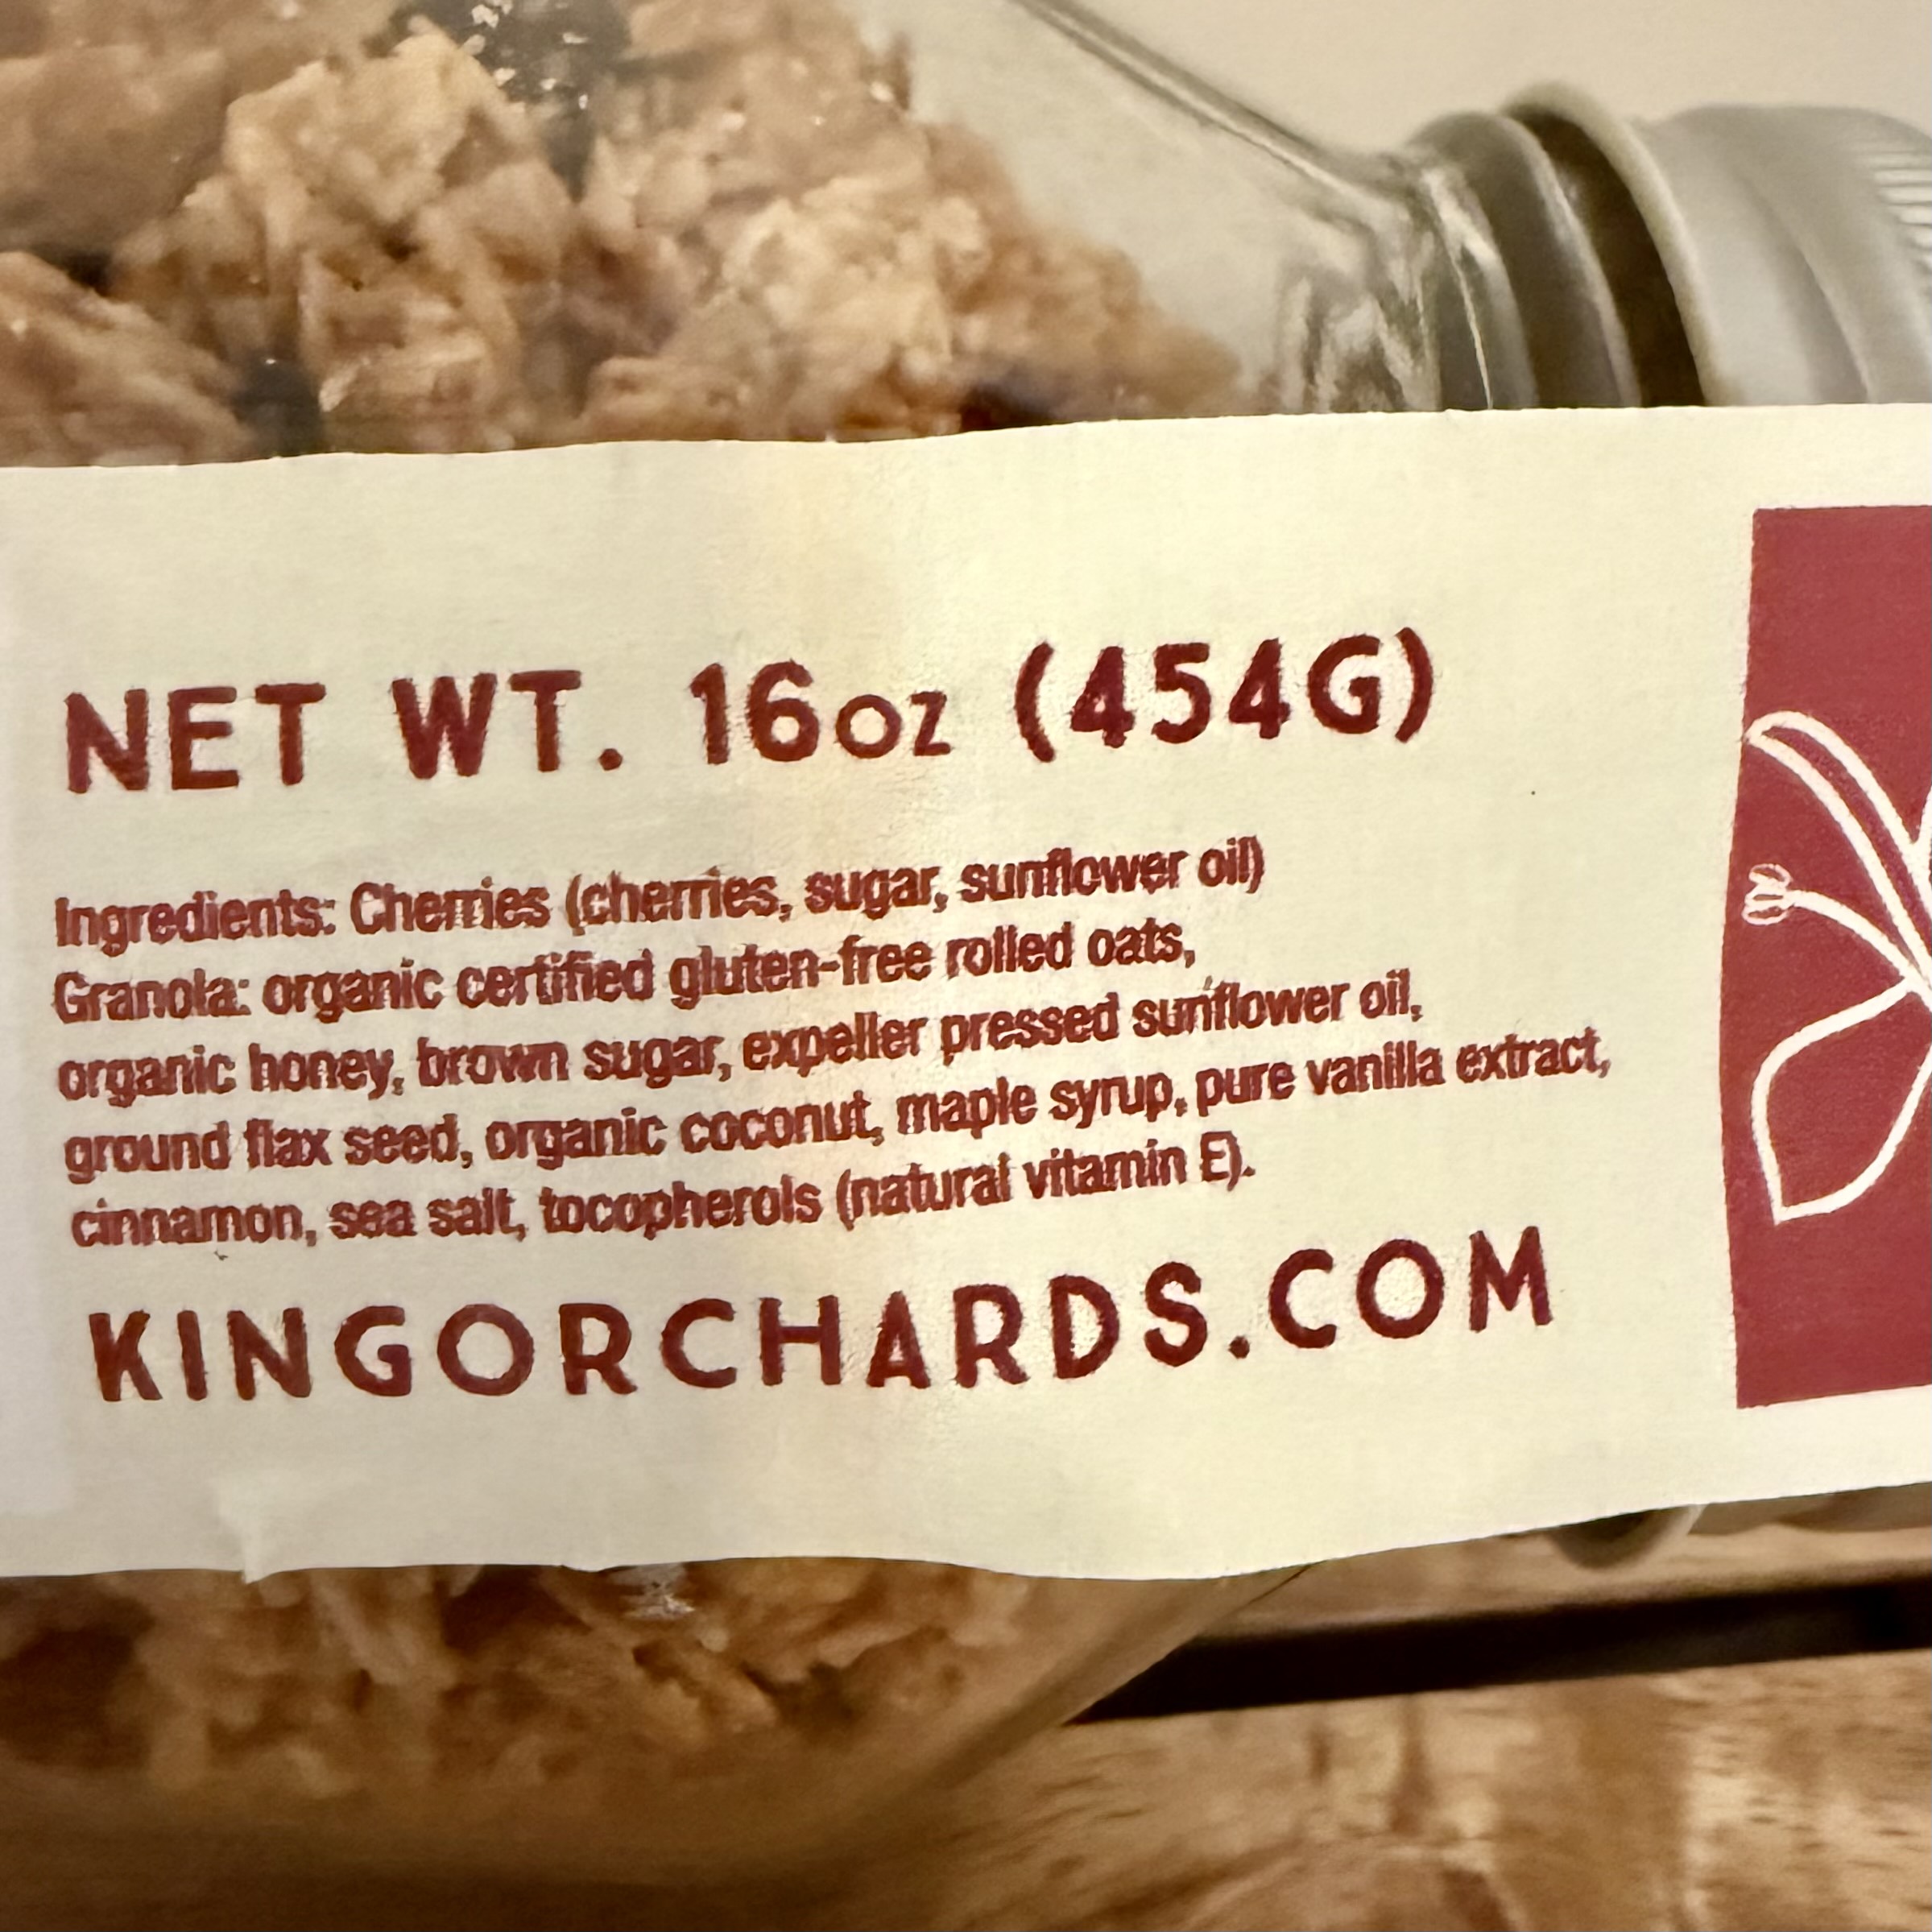 NET WT. 16oz (454G)
Ingredients: Cherries (cherries, sugar, sunflower oil)
Granola: organic certified gluten-free rolled oats,
organic honey, brown sugar, expeller pressed sunflower oil,
ground flax seed, organic coconut, maple syrup, pure vanilla extract,
cinnamon, sea salt, tocopherols (natural vitamin E).
KINGORCHARDS.COM